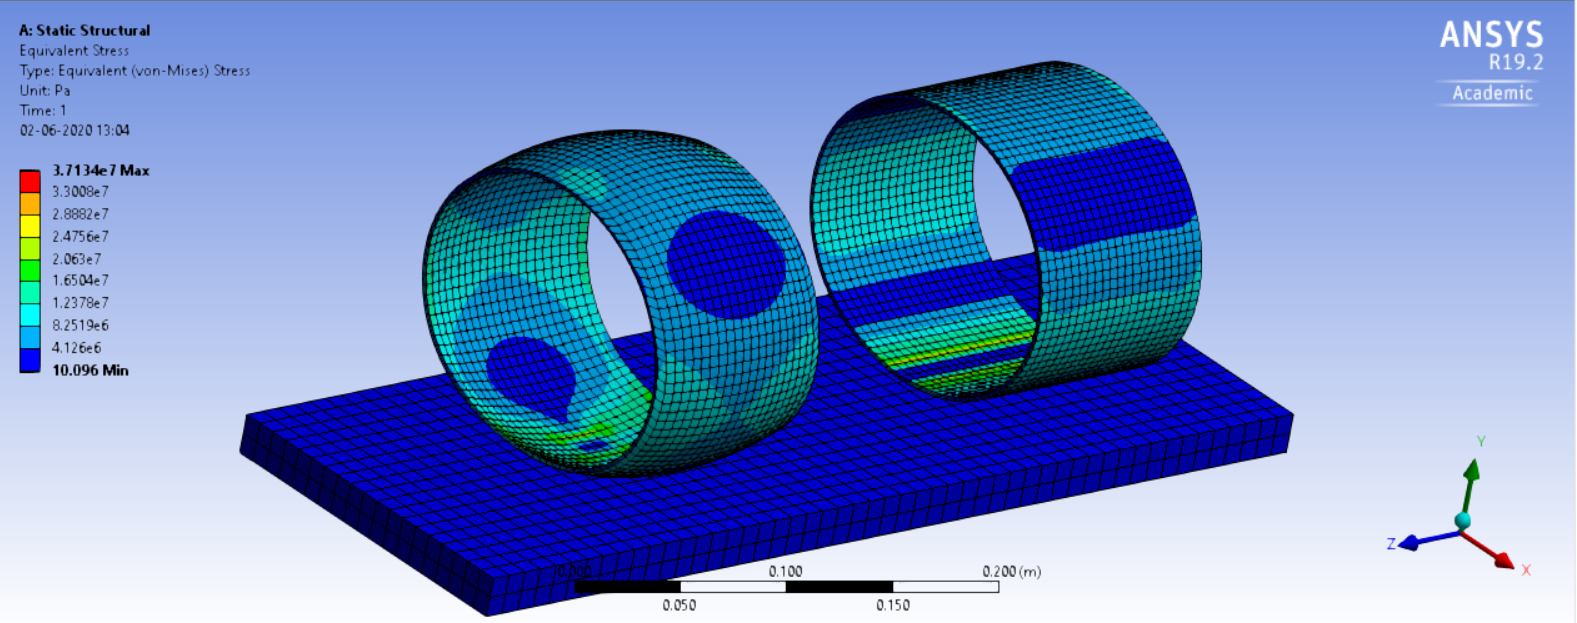 A: Static Structural
Equivalent Stress
Type: Equivalent (von-Mises) Stress
Unit: Pa
Time: 1
02-06-2020 13:04
3.7134e7 Max
3.3008e7
2.8882e7
2.4756e7
2.063e7
1.6504e7
1.2378e7
8.2519e6
4.126e6
10.096 Min
ANSYS
R19.2
Academic
0.000
0.100
0.200 (m)
0.050
0.150
Y
Z
X